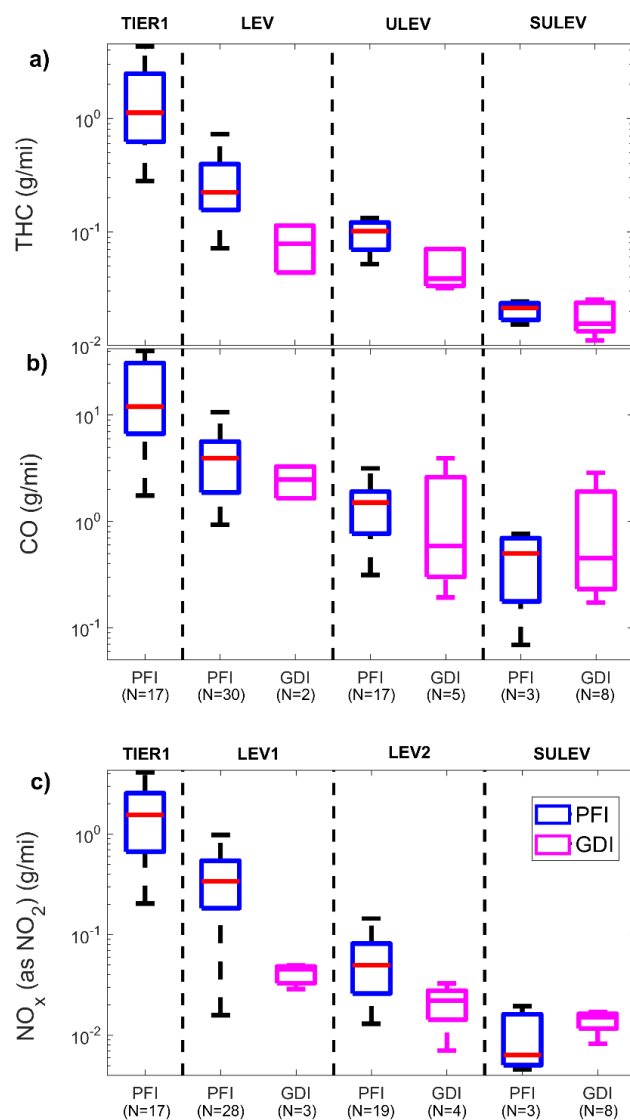 TIER1 LEV ULEV SULEV
a)
THC (g/mi)
10^0
10^-1
10^-2
b)
CO (g/mi)
10^1
10^0
10^-1
PFI PFI GDI PFI GDI PFI GDI
(N=17) (N=30) (N=2) (N=17) (N=5) (N=3) (N=8)
TIER1 LEV1 LEV2 SULEV
c)
NO_x (as NO_2) (g/mi)
PFI
GDI
10^0
10^-1
10^-2
PFI PFI GDI PFI GDI PFI GDI
(N=17) (N=28) (N=3) (N=19) (N=4) (N=3) (N=8)